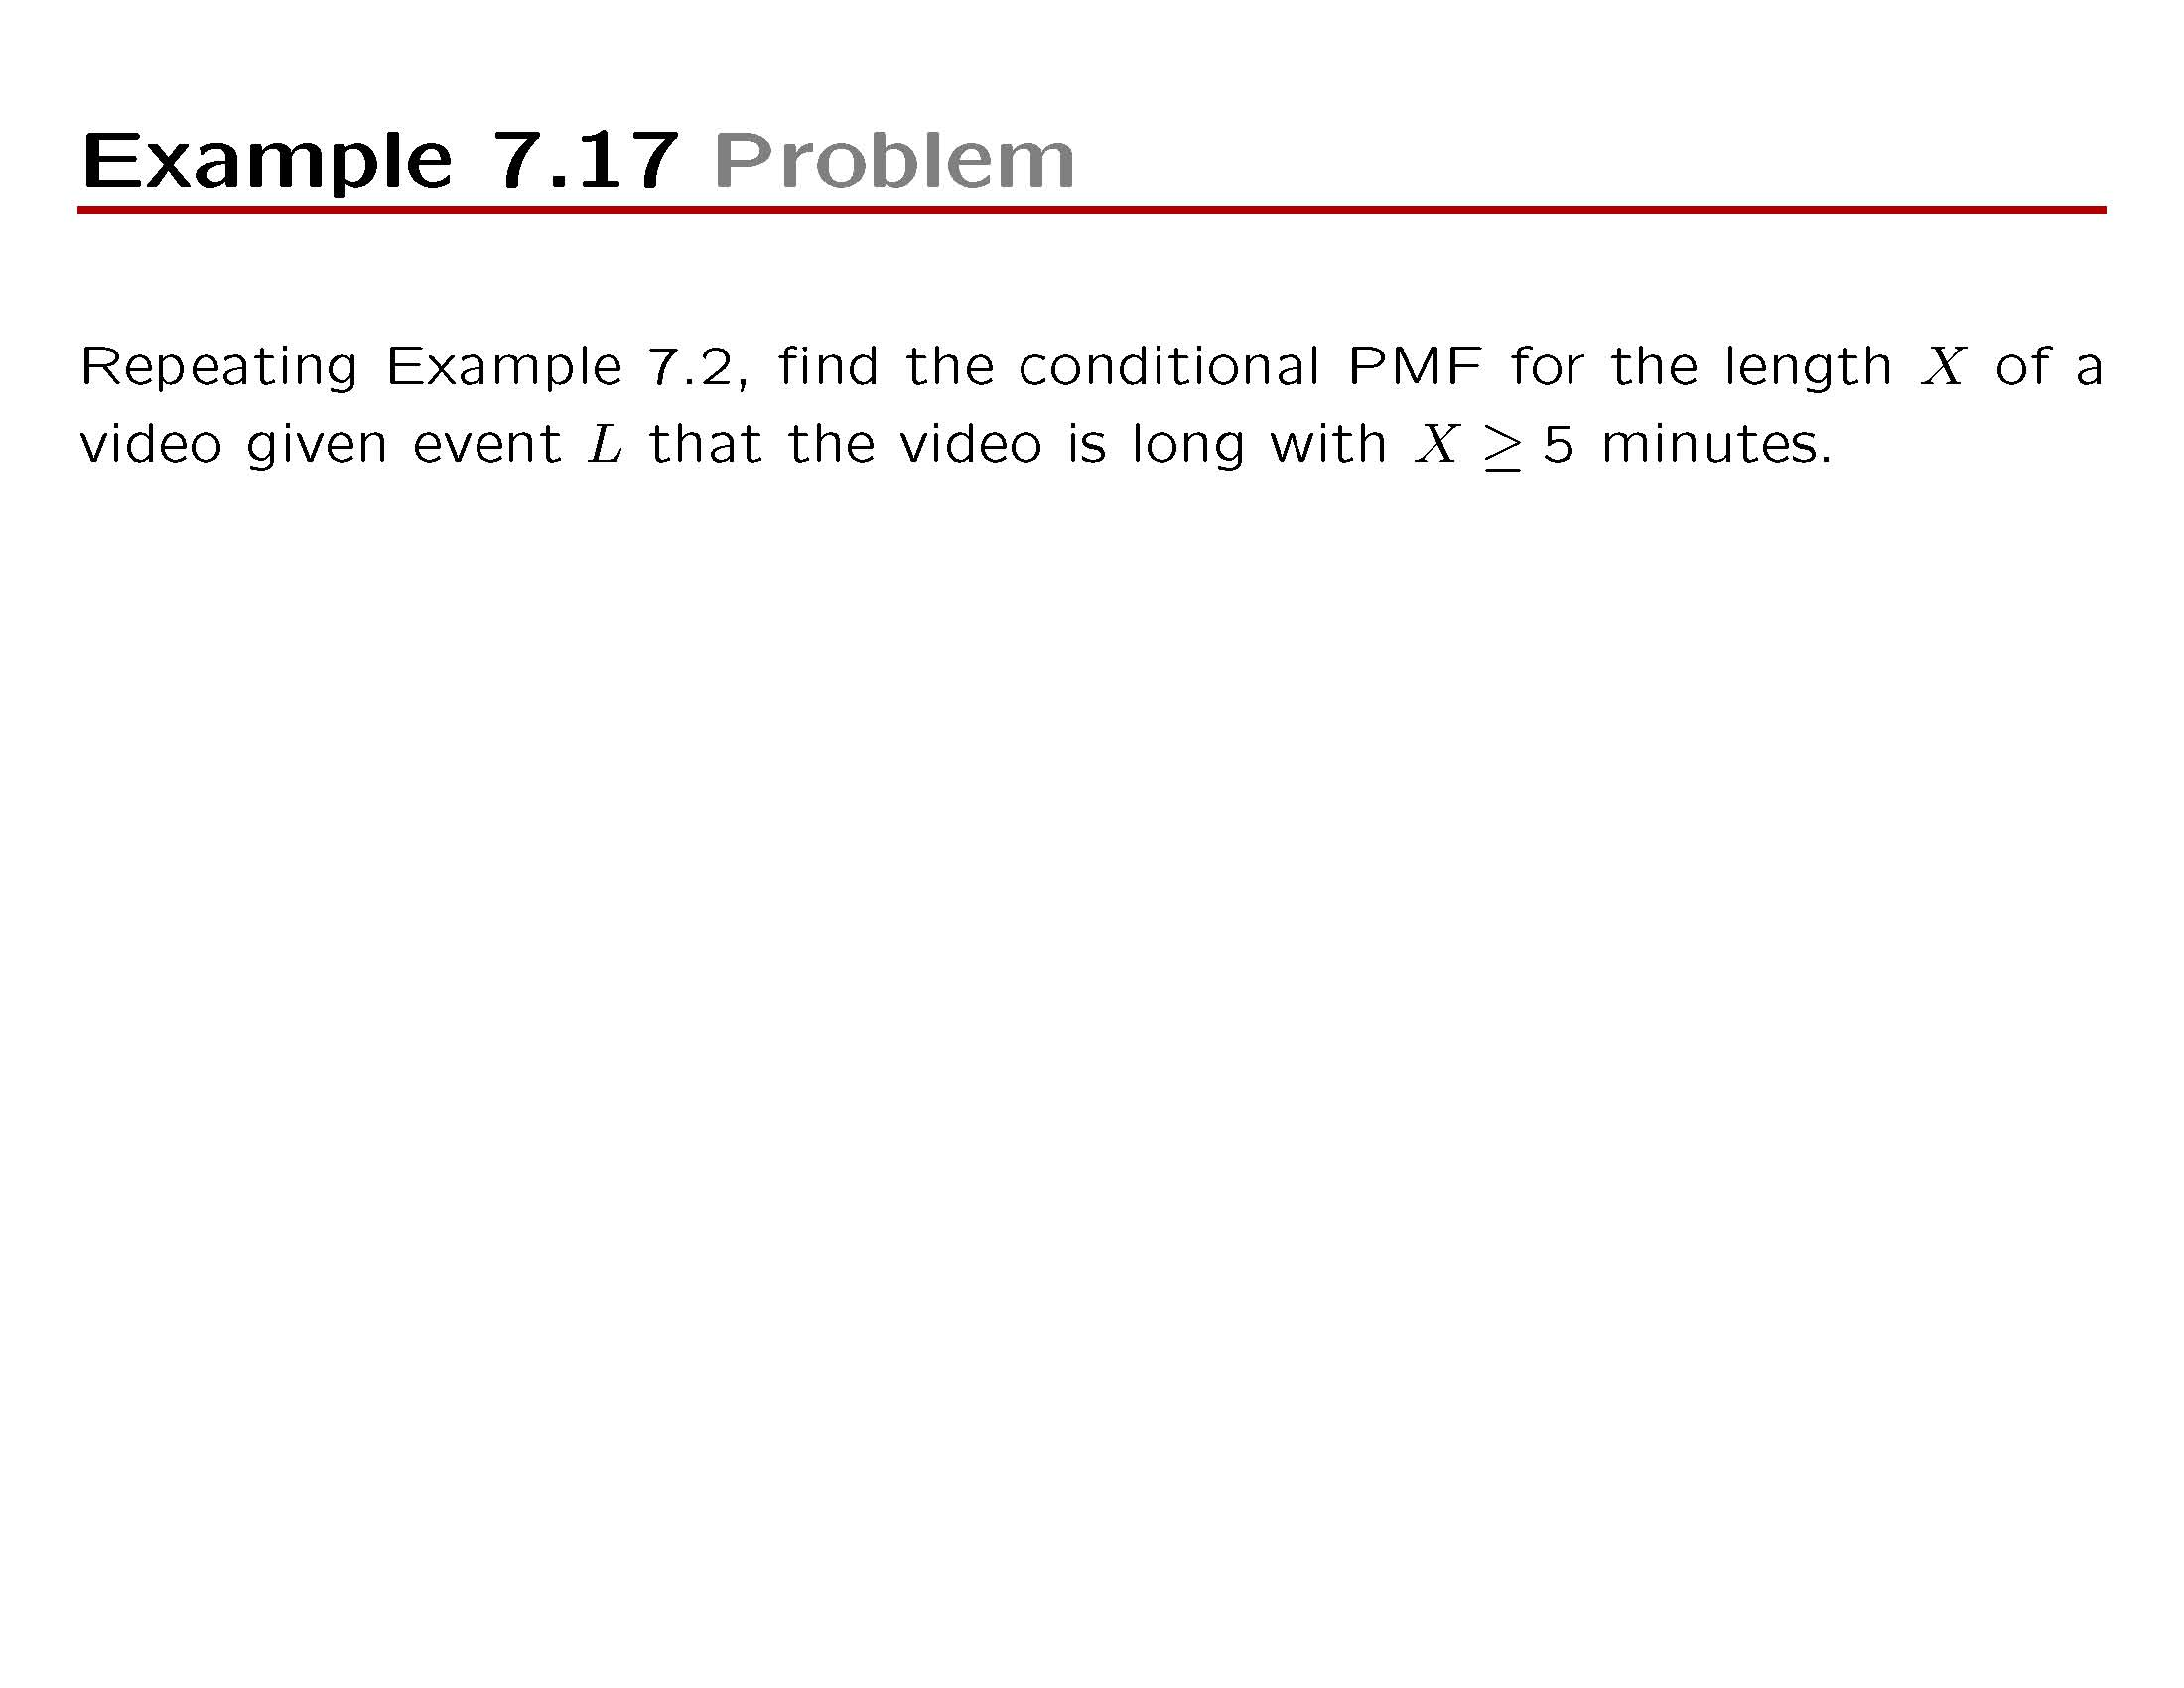 Example 7.17 Problem
Repeating Example 7.2, find the conditional PMF for the length X of a
video given event L that the video is long with X ≥ 5 minutes.